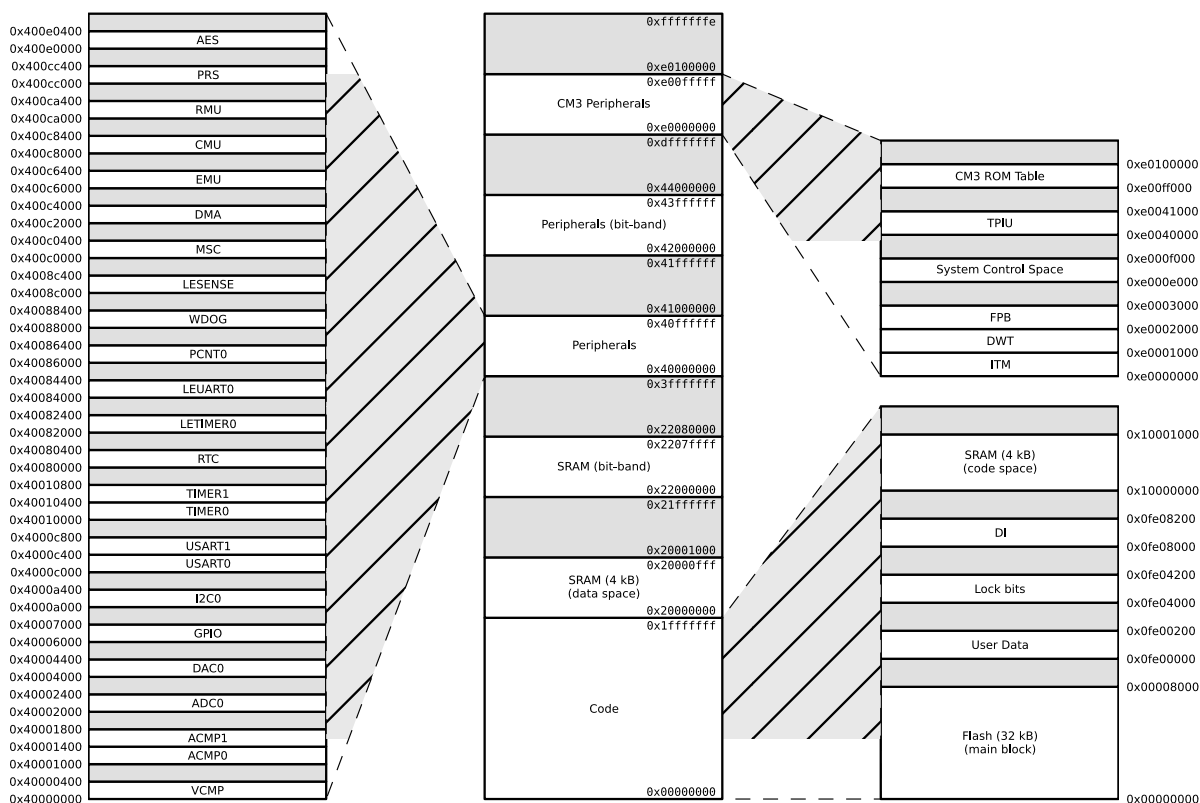 0x400e0400
AES
0x400e0000
0x400cc400
PRS
0x400cc000
0x400ca400
RMU
0x400ca000
0x400c8400
CMU
0x400c8000
0x400c6400
EMU
0x400c6000
0x400c4000
DMA
0x400c2000
0x400c0400
MSC
0x400c0000
0x4008c400
LESENSE
0x4008c000
0x40088400
WDOG
0x40088000
0x40086400
PCNT0
0x40086000
0x40084400
LEUART0
0x40084000
0x40082400
LETIMER0
0x40082000
0x40080400
RTC
0x40080000
0x40010800
TIMER1
0x40010400
TIMER0
0x40010000
0x4000c800
USART1
0x4000c400
USART0
0x4000c000
0x4000a400
I2C0
0x4000a000
0x40007000
GPIO
0x40006000
0x40004400
DAC0
0x40004000
0x40002400
ADC0
0x40002000
0x40001800
ACMP1
0x40001400
ACMP0
0x40001000
0x40000400
VCMP
0x40000000
0xfffffffe
0xe0100000
0xe00fffff
CM3 Peripherals
0xe0000000
0xdfffffff
0x44000000
0x43ffffff
Peripherals (bit-band)
0x42000000
0x41ffffff
0x41000000
0x40ffffff
Peripherals
0x40000000
0x3fffffff
0x22080000
0x2207ffff
SRAM (bit-band)
0x22000000
0x21ffffff
0x20001000
0x20000fff
SRAM (4 kB)
(data space)
0x20000000
0x1fffffff
Code
0x00000000
0xe0100000
CM3 ROM Table
0xe00ff000
0xe0041000
TPIU
0xe0040000
0xe000f000
System Control Space
0xe000e000
0xe0003000
FPB
0xe0002000
DWT
0xe0001000
ITM
0xe0000000
0x10001000
SRAM (4 kB)
(code space)
0x10000000
0x0fe08200
DI
0x0fe08000
0x0fe04200
Lock bits
0x0fe04000
0x0fe00200
User Data
0x0fe00000
0x00008000
Flash (32 kB)
(main block)
0x00000000